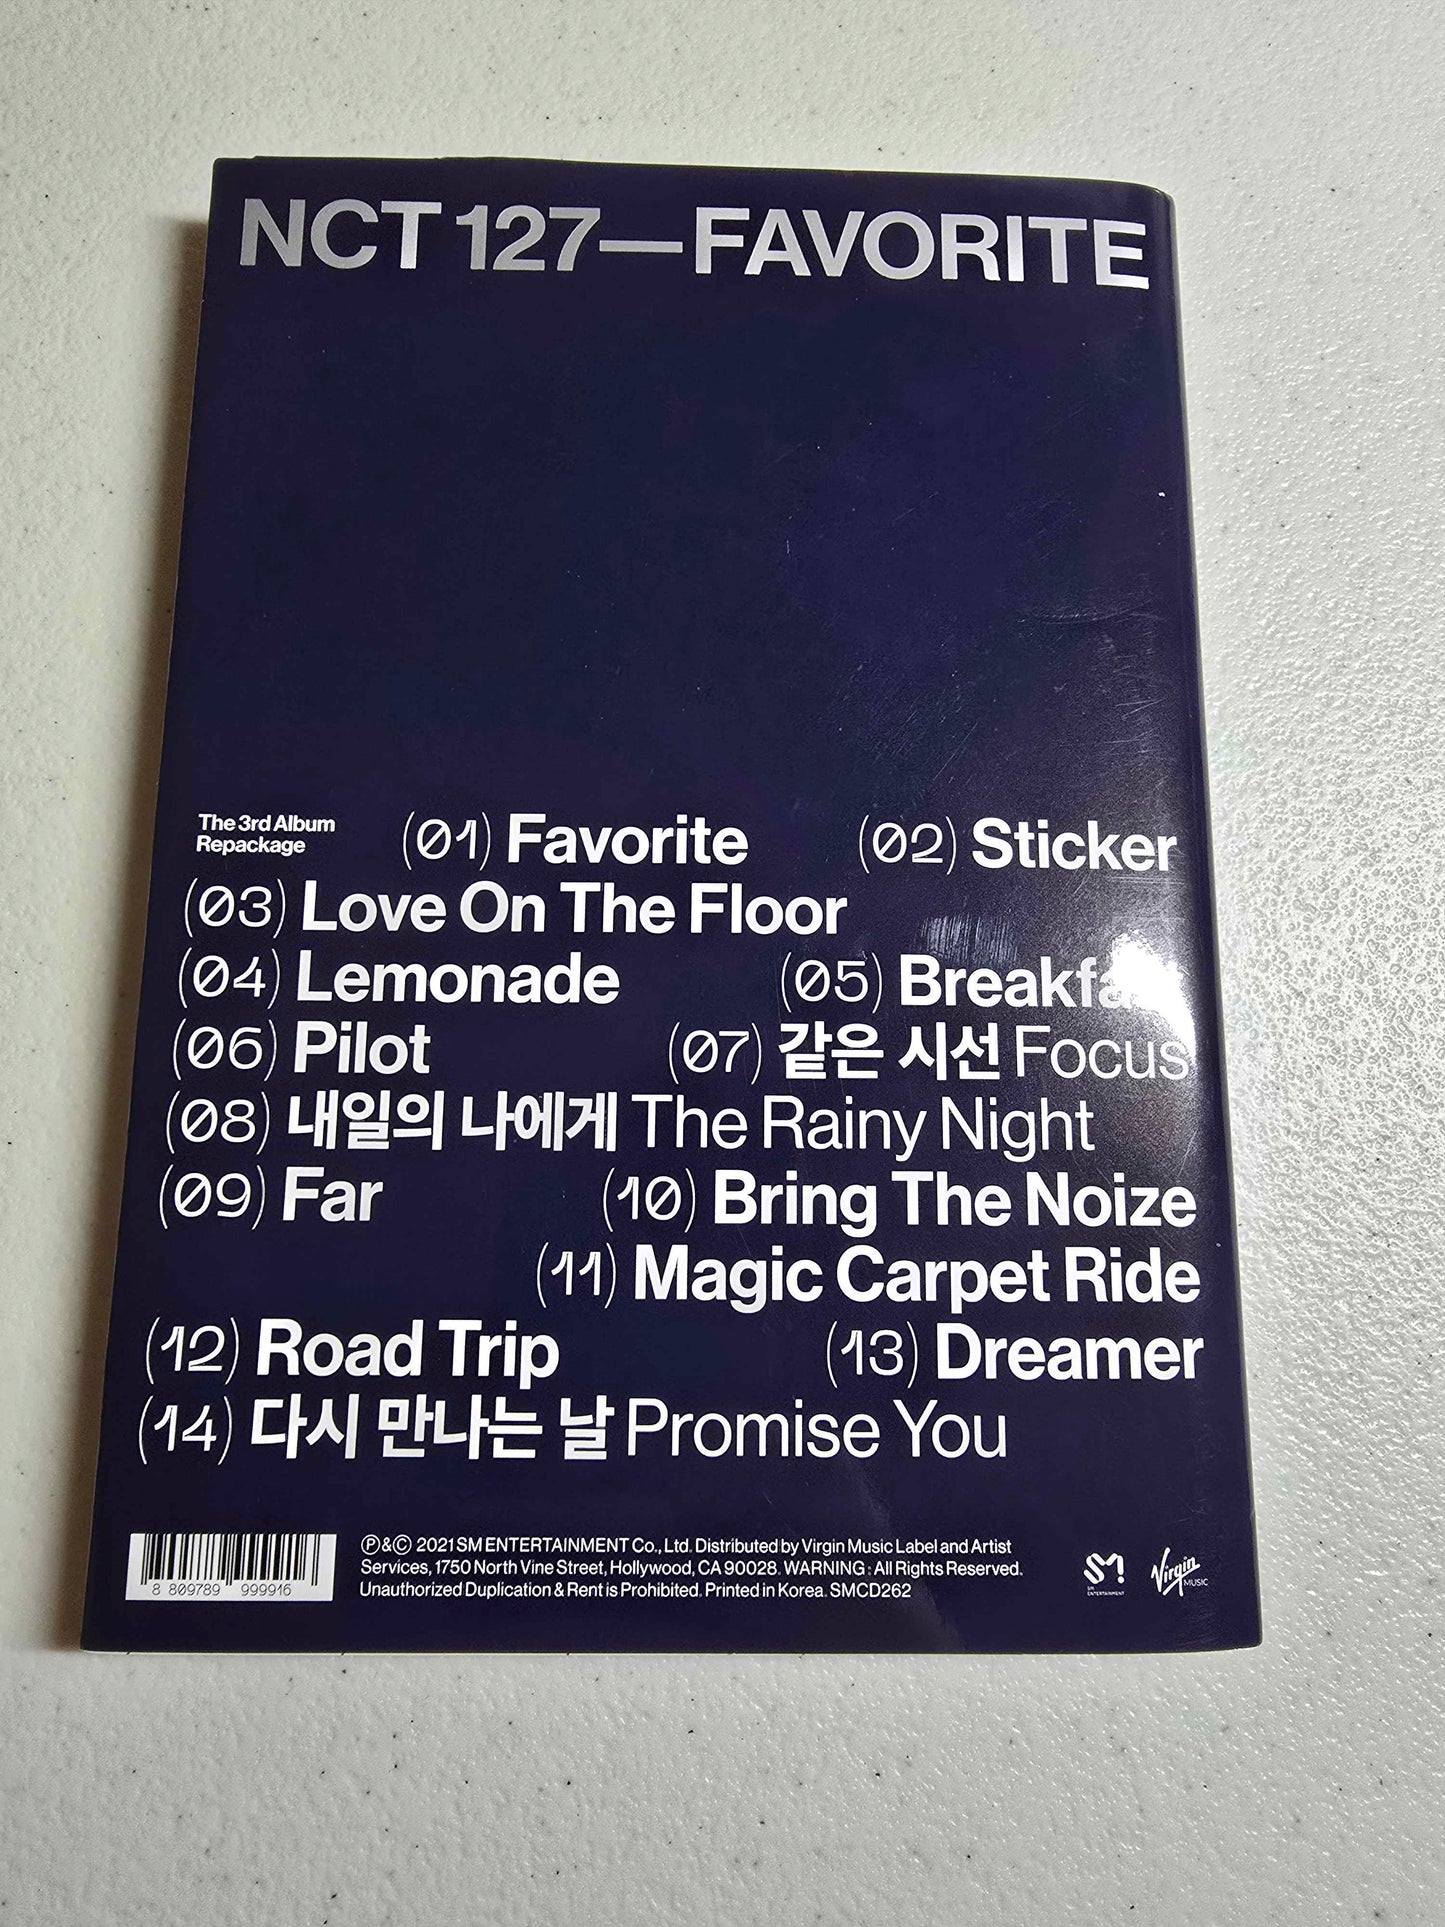 NCT 127—FAVORITE
The 3rd Album
Repackage
(01) Favorite (02) Sticker
(03) Love On The Floor
(04) Lemonade (05)
(06) Pilot (07) 같은 시선 Focus
(08) 내일의 나에게 The Rainy Night
(09) Far (10) Bring The Noize
(11) Magic Carpet Ride
(12) Road Trip (13) Dreamer
(14) 다시 만나는 날 Promise You
8 809789 999916
℗&© 2021 SM ENTERTAINMENT Co., Ltd. Distributed by Virgin Music Label and Artist
Services, 1750 North Vine Street, Hollywood, CA 90028. WARNING : All Rights Reserved.
Unauthorized Duplication & Rent is Prohibited. Printed in Korea. SMCD262
SM
SM
ENTERTAINMENT
Virgin
MUSIC